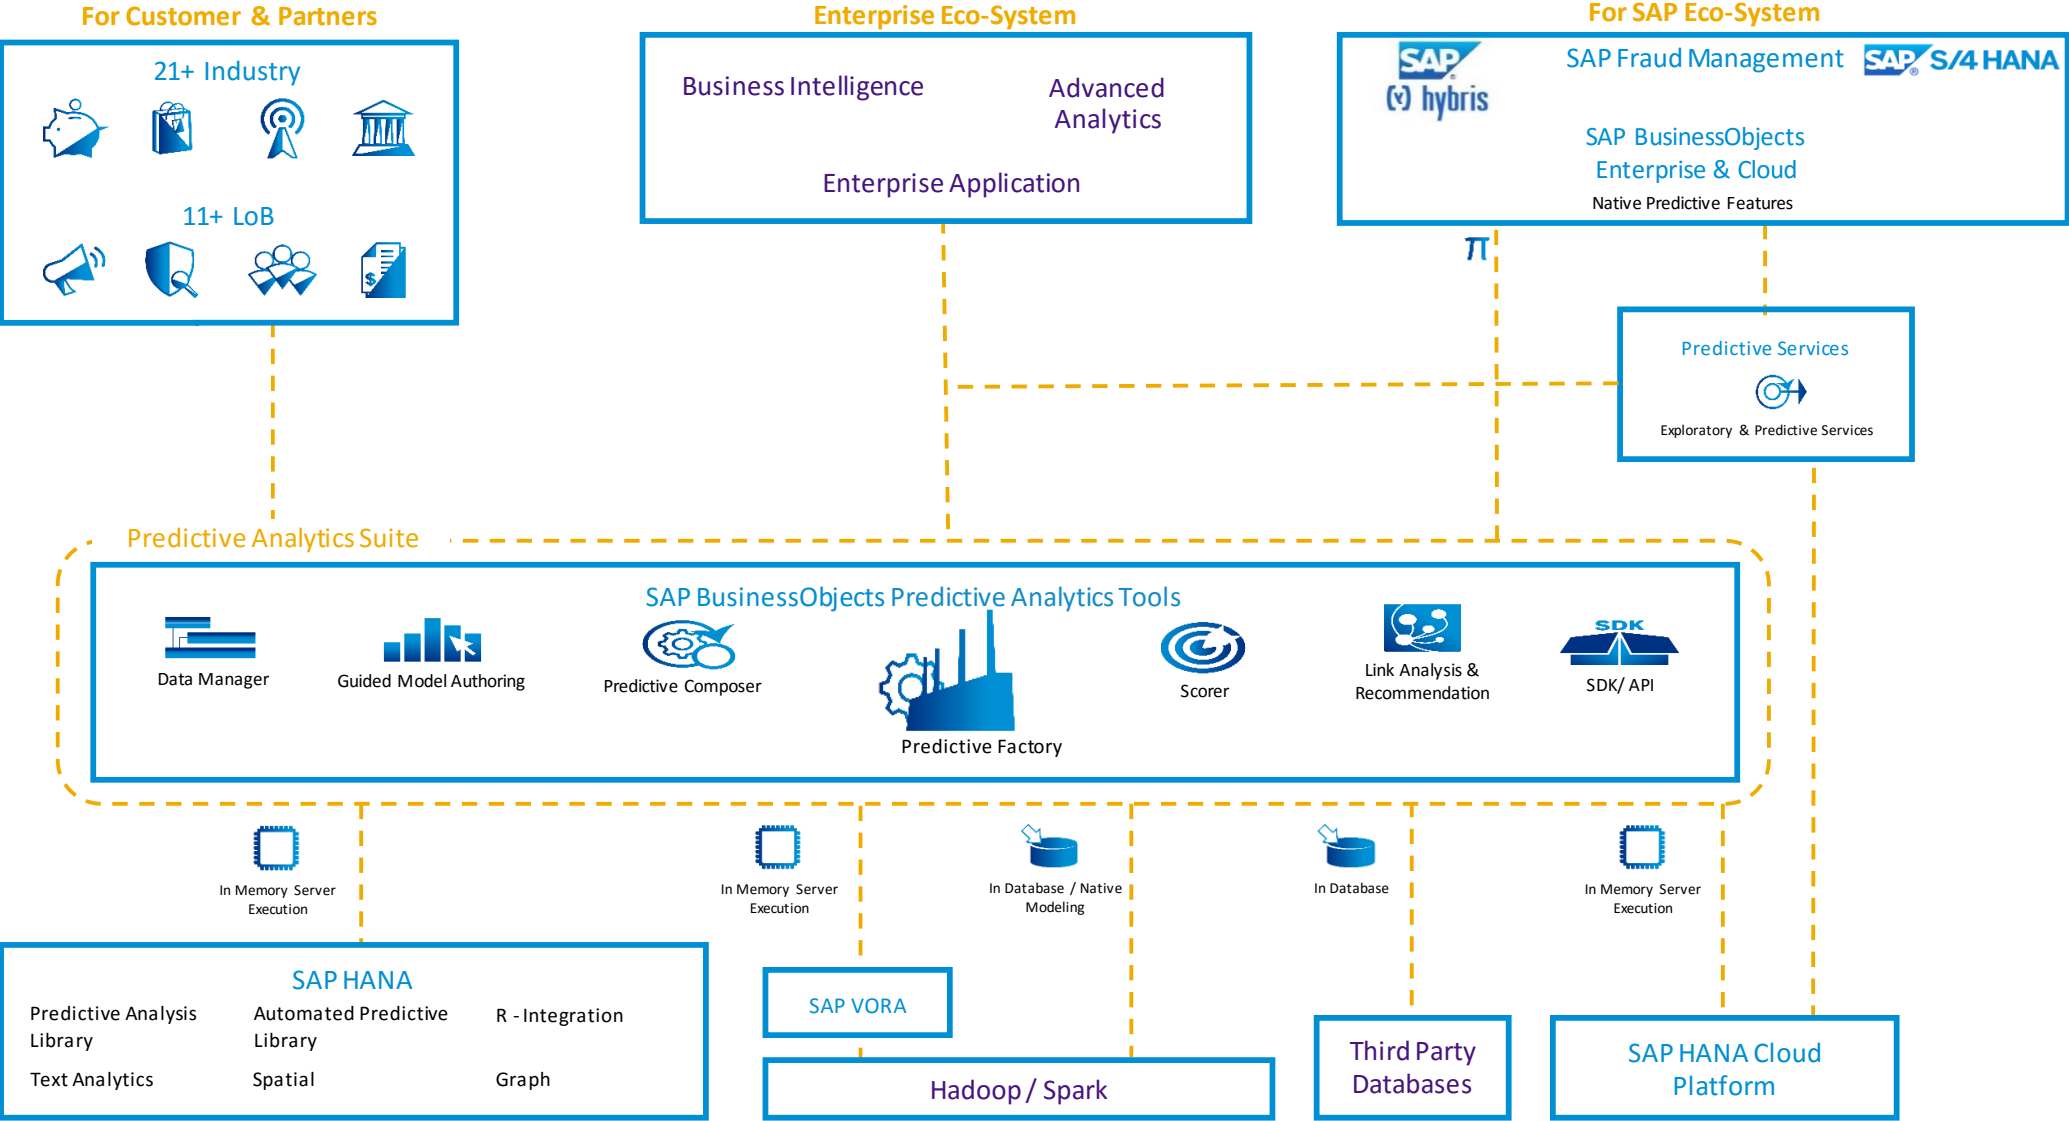 For Customer & Partners
Enterprise Eco-System
For SAP Eco-System
21+ Industry
11+ LoB
Business Intelligence
Advanced
Analytics
Enterprise Application
SAP
(y) hybris
SAP Fraud Management
SAP S/4 HANA
SAP BusinessObjects
Enterprise & Cloud
Native Predictive Features
π
Predictive Services
Exploratory & Predictive Services
Predictive Analytics Suite
SAP BusinessObjects Predictive Analytics Tools
Data Manager
Guided Model Authoring
Predictive Composer
Predictive Factory
Scorer
Link Analysis &
Recommendation
SDK
SDK/ API
In Memory Server
Execution
In Memory Server
Execution
In Database / Native
Modeling
In Database
In Memory Server
Execution
SAP HANA
Predictive Analysis
Library
Automated Predictive
Library
R - Integration
Text Analytics
Spatial
Graph
SAP VORA
Hadoop / Spark
Third Party
Databases
SAP HANA Cloud
Platform